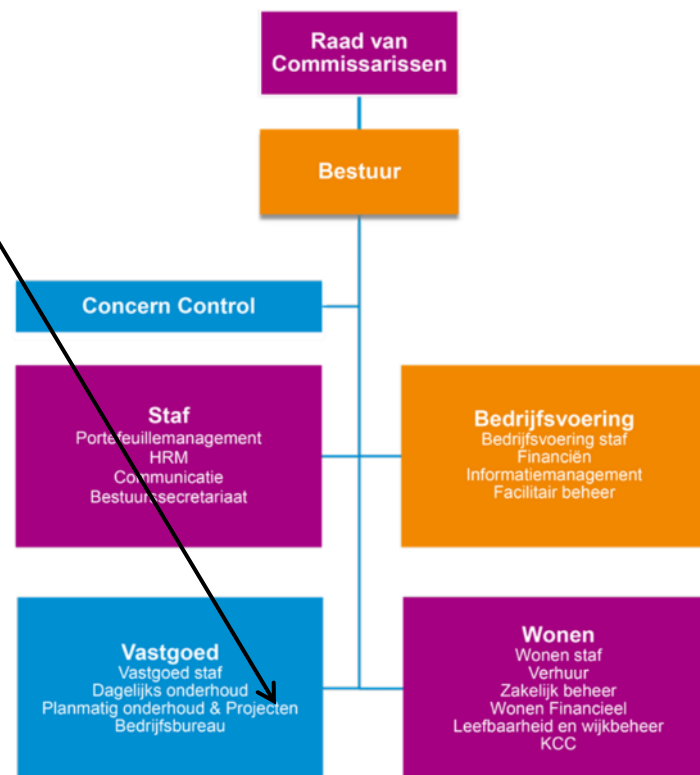 Raad van
Commissarissen
Bestuur
Concern Control
Staf
Portefeuillemanagement
HRM
Communicatie
Bestuurssecretariaat
Bedrijfsvoering
Bedrijfsvoering staf
Financiën
Informatiemanagement
Facilitair beheer
Vastgoed
Vastgoed staf
Dagelijks onderhoud
Planmatig onderhoud & Projecten
Bedrijfsbureau
Wonen
Wonen staf
Verhuur
Zakelijk beheer
Wonen Financieel
Leefbaarheid en wijkbeheer
KCC